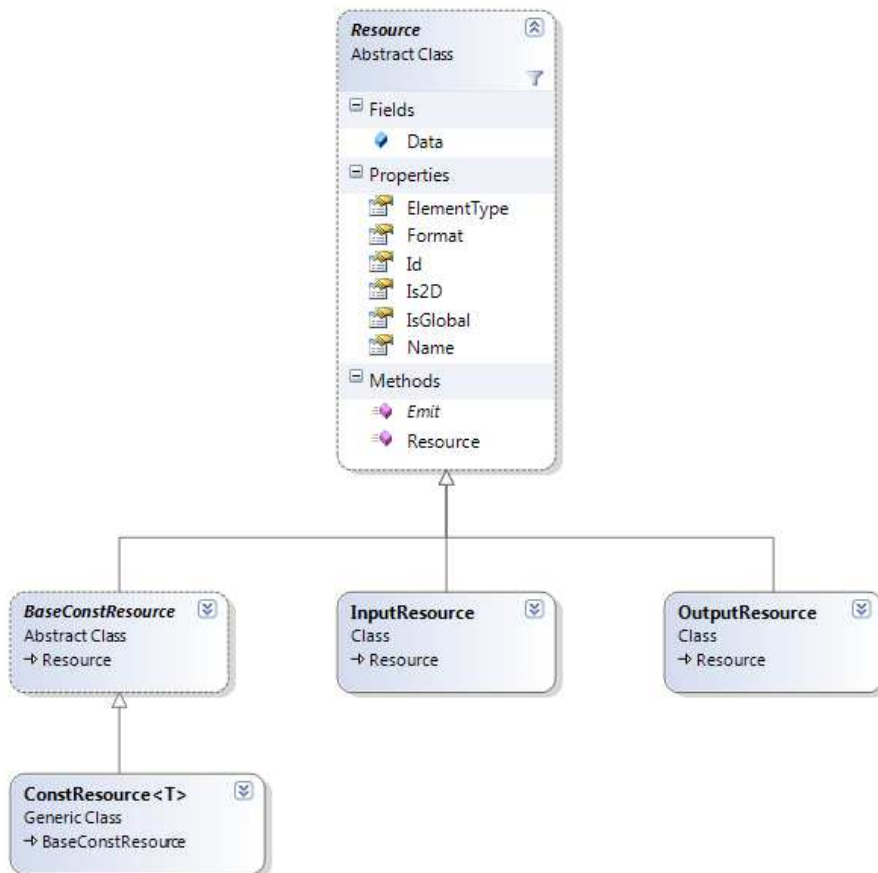 Resource
Abstract Class
Fields
Data
Properties
ElementType
Format
Id
Is2D
IsGlobal
Name
Methods
Emit
Resource
BaseConstResource
Abstract Class
Resource
InputResource
Class
Resource
OutputResource
Class
Resource
ConstResource<T>
Generic Class
BaseConstResource